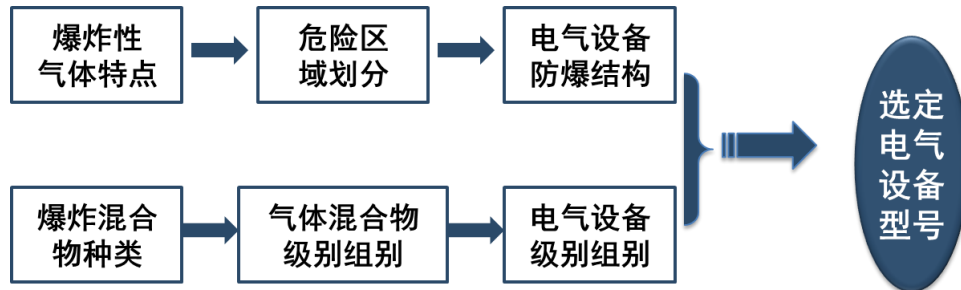 爆炸性
气体特点
危险区
域划分
电气设备
防爆结构
爆炸混合
物种类
气体混合物
级别组别
电气设备
级别组别
选定
电气
设备
型号